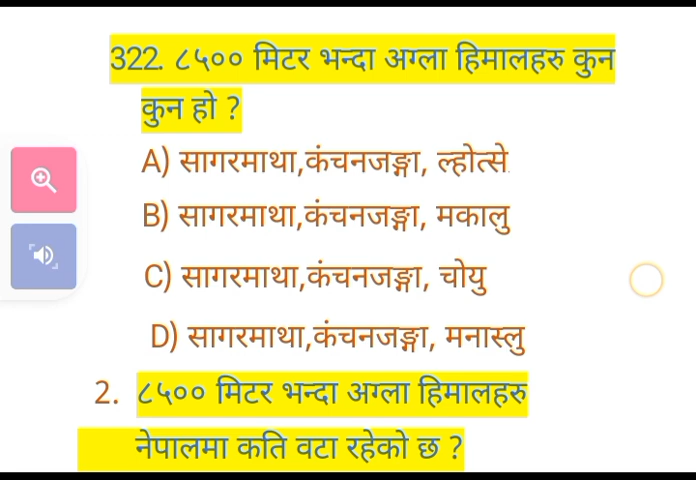 322. ८५०० मिटर भन्दा अग्ला हिमालहरु कुन
कुन हो ?
A) सागरमाथा,कंचनजङ्घा, ल्होत्से
B) सागरमाथा,कंचनजङ्घा, मकालु
C) सागरमाथा,कंचनजङ्घा, चोयु
D) सागरमाथा,कंचनजङ्घा, मनास्लु
2. ८५०० मिटर भन्दा अग्ला हिमालहरु
नेपालमा कति वटा रहेको छ ?